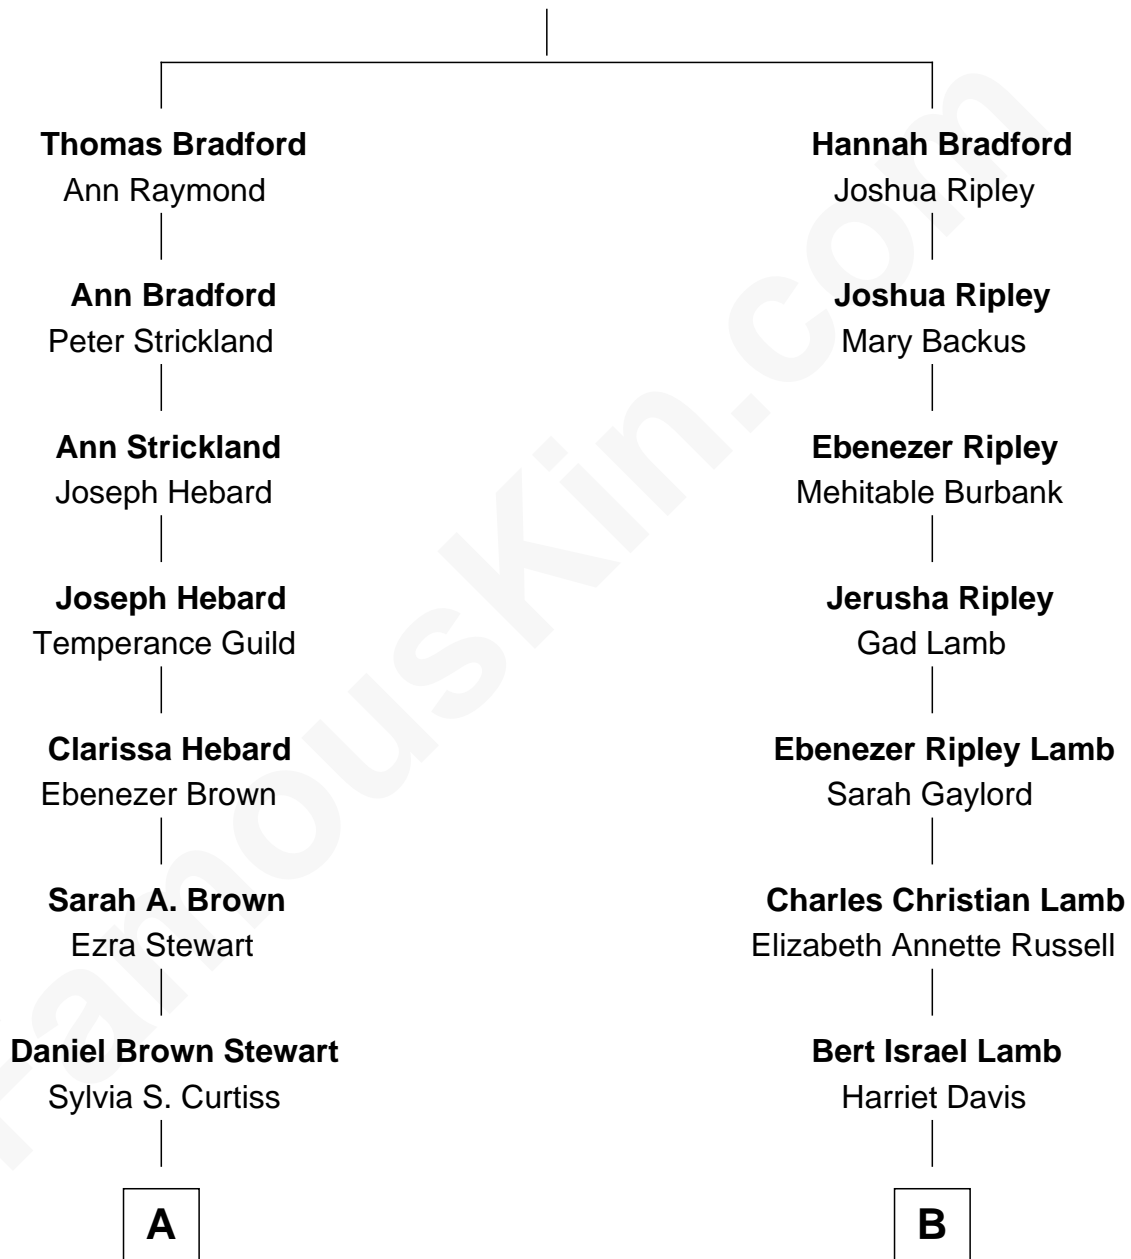 Thomas Bradford
Ann Raymond
Hannah Bradford
Joshua Ripley
Ann Bradford
Peter Strickland
Joshua Ripley
Mary Backus
Ann Strickland
Joseph Hebard
Ebenezer Ripley
Mehitable Burbank
Joseph Hebard
Temperance Guild
Jerusha Ripley
Gad Lamb
Clarissa Hebard
Ebenezer Brown
Ebenezer Ripley Lamb
Sarah Gaylord
Sarah A. Brown
Ezra Stewart
Charles Christian Lamb
Elizabeth Annette Russell
Daniel Brown Stewart
Sylvia S. Curtiss
Bert Israel Lamb
Harriet Davis
A
B
FamousKin.com